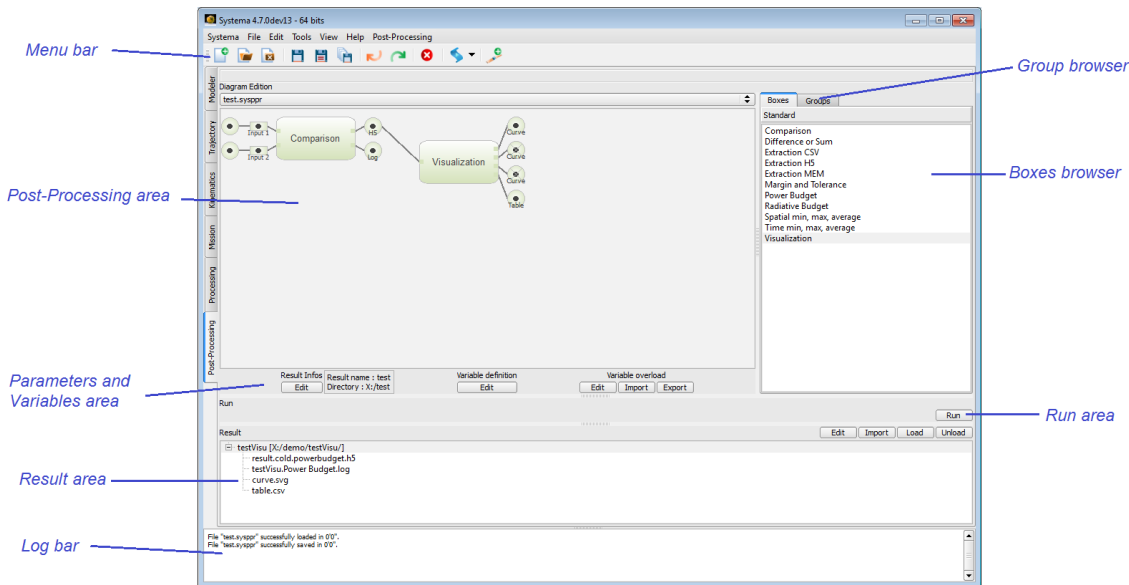 Systema 4.7.0dev13 - 64 bits
Systema File Edit Tools View Help Post-Processing
Menu bar
Group browser
Modeler
Trajectory
Kinematics
Mission
Processing
Post-Processing
Diagram Edition
test.sysppr
Boxes Groups
Standard
Comparison
Difference or Sum
Extraction CSV
Extraction H5
Extraction MEM
Margin and Tolerance
Power Budget
Radiative Budget
Spatial min, max, average
Time min, max, average
Visualization
Boxes browser
Input 1
Input 2
Comparison
H5
Log
Visualization
Curve
Curve
Curve
Table
Post-Processing area
Parameters and
Variables area
Result Infos
Edit
Result name : test
Directory : X:/test
Variable definition
Edit
Variable overload
Edit Import Export
Run
Run
Run area
Result
Edit Import Load Unload
testVisu [X:/demo/testVisu/]
result.cold.powerbudget.h5
testVisu.Power Budget.log
curve.svg
table.csv
Result area
File "test.sysppr" successfully loaded in 0'0".
File "test.sysppr" successfully saved in 0'0".
Log bar